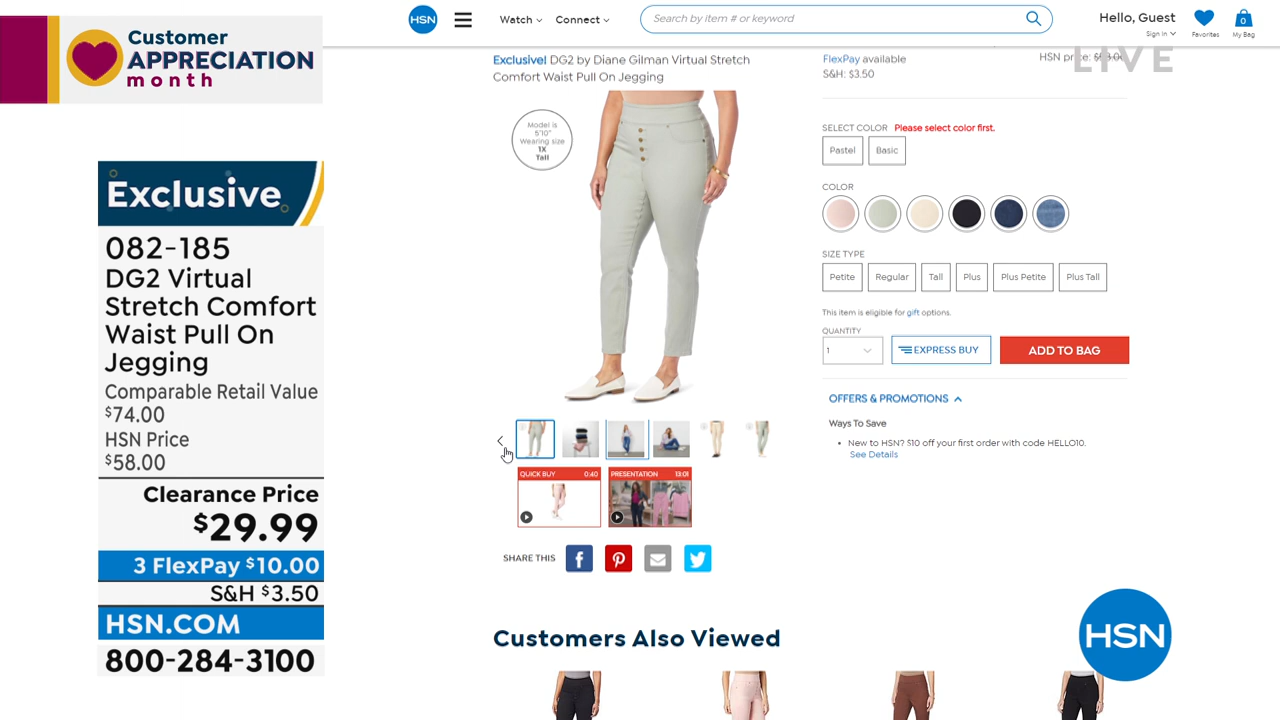 Customer
APPRECIATION
month
HSN
Watch
Connect
Search by item # or keyword
Hello, Guest
Sign In
Favorites
0
My Bag
LIVE
Exclusive
082-185
DG2 Virtual
Stretch Comfort
Waist Pull On
Jegging
Comparable Retail Value
$74.00
HSN Price
$58.00
Clearance Price
$29.99
3 FlexPay $10.00
S&H $3.50
HSN.COM
800-284-3100
Exclusive! DG2 by Diane Gilman Virtual Stretch
Comfort Waist Pull On Jegging
Model is
5'10"
Wearing size
1X
Tall
QUICK BUY 0:40
PRESENTATION 13:01
SHARE THIS
FlexPay available
S&H: $3.50
HSN price:
SELECT COLOR Please select color first.
Pastel
Basic
COLOR
SIZE TYPE
Petite
Regular
Tall
Plus
Plus Petite
Plus Tall
This item is eligible for gift options.
QUANTITY
1
EXPRESS BUY
ADD TO BAG
OFFERS & PROMOTIONS
Ways To Save
• New to HSN? $10 off your first order with code HELLO10.
See Details
Customers Also Viewed
HSN